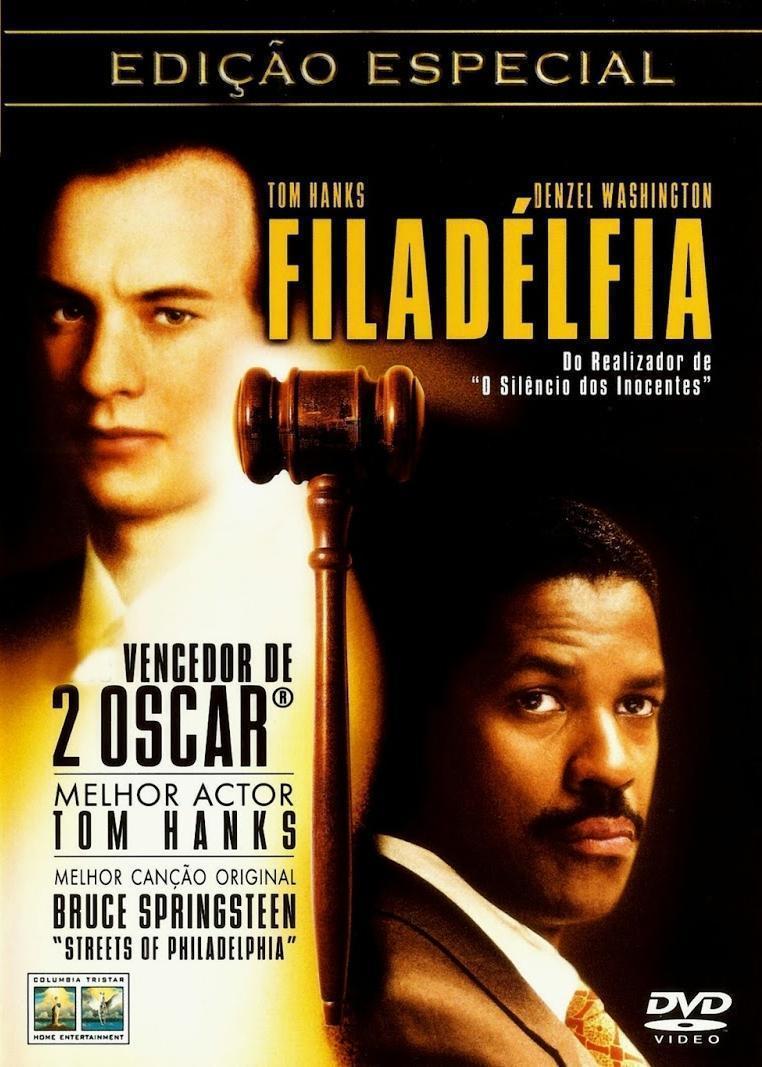 EDIÇÃO ESPECIAL
TOM HANKS DENZEL WASHINGTON
FILADÉLFIA
Do Realizador de
“O Silêncio dos Inocentes”
VENCEDOR DE
2 OSCAR®
MELHOR ACTOR
TOM HANKS
MELHOR CANÇÃO ORIGINAL
BRUCE SPRINGSTEEN
“STREETS OF PHILADELPHIA”
COLUMBIA TRISTAR
HOME ENTERTAINMENT
DVD
VIDEO